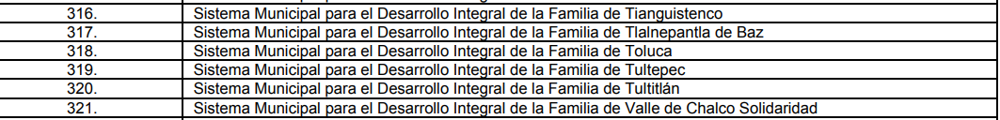 316. Sistema Municipal para el Desarrollo Integral de la Familia de Tianguistenco
317. Sistema Municipal para el Desarrollo Integral de la Familia de Tlalnepantla de Baz
318. Sistema Municipal para el Desarrollo Integral de la Familia de Toluca
319. Sistema Municipal para el Desarrollo Integral de la Familia de Tultepec
320. Sistema Municipal para el Desarrollo Integral de la Familia de Tultitlán
321. Sistema Municipal para el Desarrollo Integral de la Familia de Valle de Chalco Solidaridad